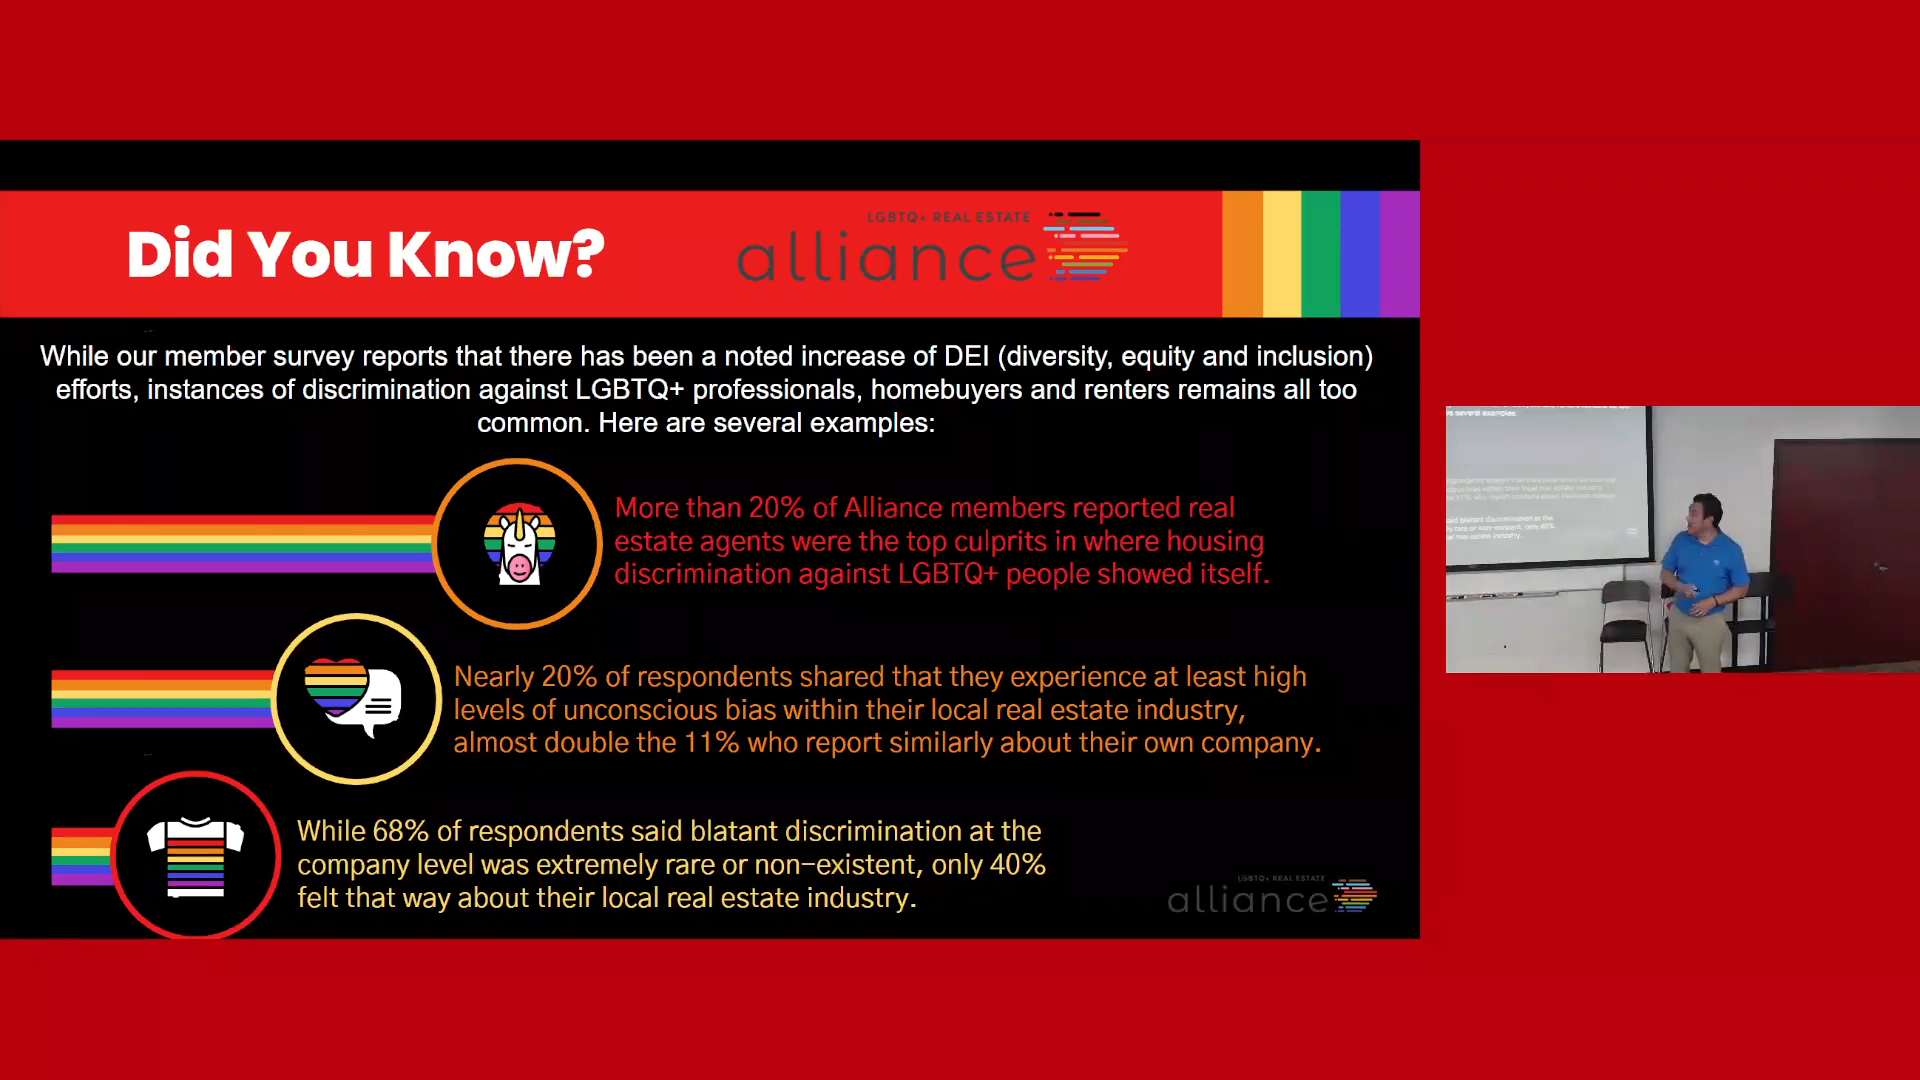 Did You Know?
LGBTQ+ REAL ESTATE
alliance
While our member survey reports that there has been a noted increase of DEI (diversity, equity and inclusion)
efforts, instances of discrimination against LGBTQ+ professionals, homebuyers and renters remains all too
common. Here are several examples:
More than 20% of Alliance members reported real
estate agents were the top culprits in where housing
discrimination against LGBTQ+ people showed itself.
Nearly 20% of respondents shared that they experience at least high
levels of unconscious bias within their local real estate industry,
almost double the 11% who report similarly about their own company.
While 68% of respondents said blatant discrimination at the
company level was extremely rare or non-existent, only 40%
felt that way about their local real estate industry.
LGBTQ+ REAL ESTATE
alliance